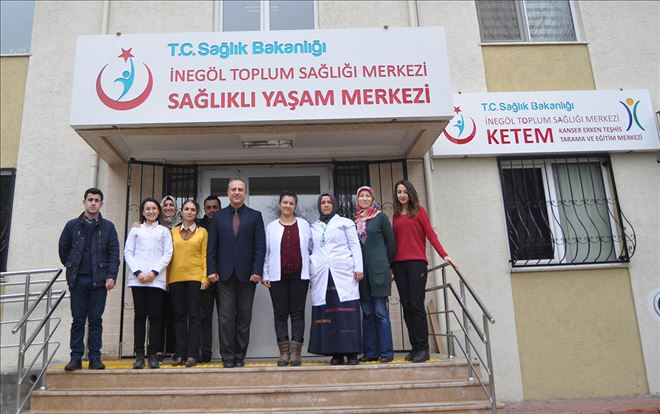 T.C. Sağlık Bakanlığı
İNEGÖL TOPLUM SAĞLIĞI MERKEZİ
SAĞLIKLI YAŞAM MERKEZİ
T.C. Sağlık Bakanlığı
İNEGÖL TOPLUM SAĞLIĞI MERKEZİ
KETEM
KANSER ERKEN TEŞHİS
TARAMA VE EĞİTİM MERKEZİ